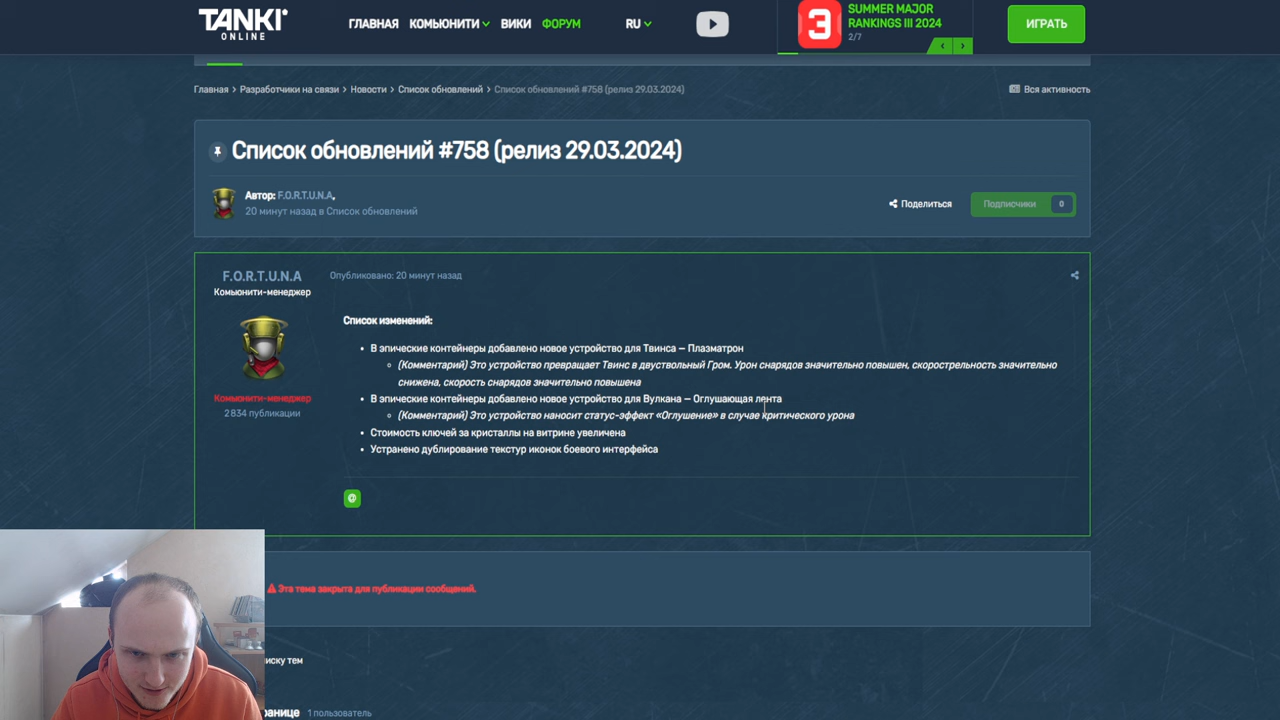 TANKI
ONLINE
ГЛАВНАЯ
КОМЬЮНИТИ
ВИКИ
ФОРУМ
RU
3
SUMMER MAJOR
RANKINGS III 2024
2/7
ИГРАТЬ
Главная > Разработчики на связи > Новости > Список обновлений > Список обновлений #758 (релиз 29.03.2024)
Вся активность
Список обновлений #758 (релиз 29.03.2024)
Автор: F.O.R.T.U.N.A,
20 минут назад в Список обновлений
Поделиться
Подписчики 0
F.O.R.T.U.N.A
Комьюнити-менеджер
Комьюнити-менеджер
2 834 публикации
Опубликовано: 20 минут назад
Список изменений:
• В эпические контейнеры добавлено новое устройство для Твинса — Плазматрон
(Комментарий) Это устройство превращает Твинс в двуствольный Гром. Урон снарядов значительно повышен, скорострельность значительно
снижена, скорость снарядов значительно повышена
• В эпические контейнеры добавлено новое устройство для Вулкана — Оглушающая лента
(Комментарий) Это устройство наносит статус-эффект «Оглушение» в случае критического урона
• Стоимость ключей за кристаллы на витрине увеличена
• Устранено дублирование текстур иконок боевого интерфейса
@
Эта тема закрыта для публикации сообщений.
иску тем
анице 1 пользователь